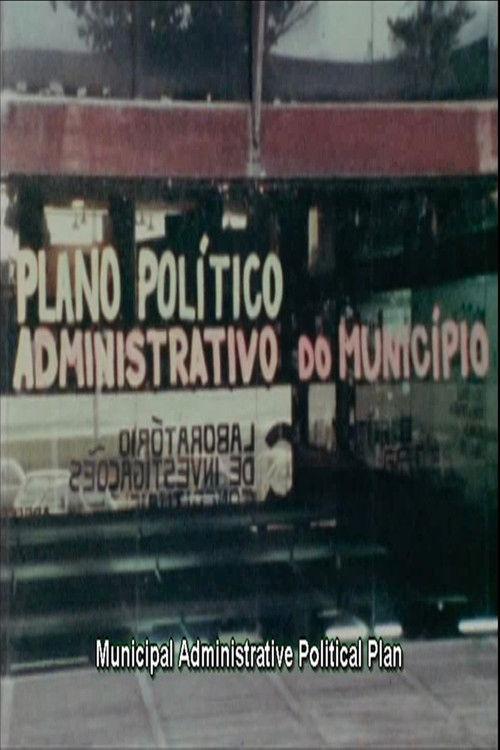 PLANO POLÍTICO
ADMINISTRATIVO DO MUNICÍPIO
LABORATÓRIO
DE INVESTIGAÇÕES
Municipal Administrative Political Plan